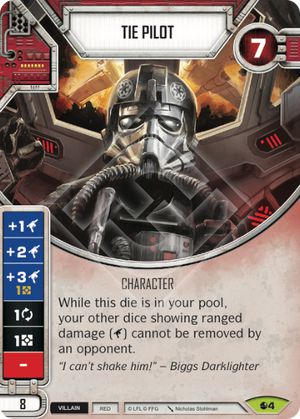 TIE PILOT
7
+1
+2
+3
1
1
1
-
8
CHARACTER
While this die is in your pool,
your other dice showing ranged
damage ( ) cannot be removed by
an opponent.
"I can't shake him!" – Biggs Darklighter
VILLAIN
© LFL © FFG
Nicholas Stohlman
4